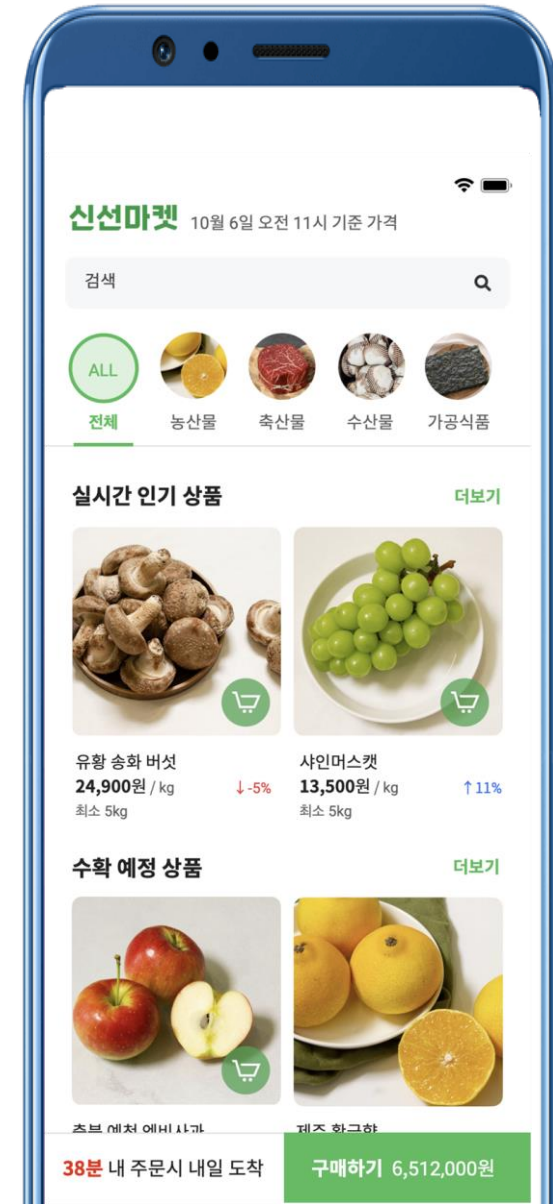 신선마켓 10월 6일 오전 11시 기준 가격
검색
ALL
전체 농산물 축산물 수산물 가공식품
실시간 인기 상품 더보기
유황 송화 버섯
24,900원 / kg ↓-5%
최소 5kg
샤인머스캣
13,500원 / kg ↑11%
최소 5kg
수확 예정 상품 더보기
38분 내 주문시 내일 도착 구매하기 6,512,000원